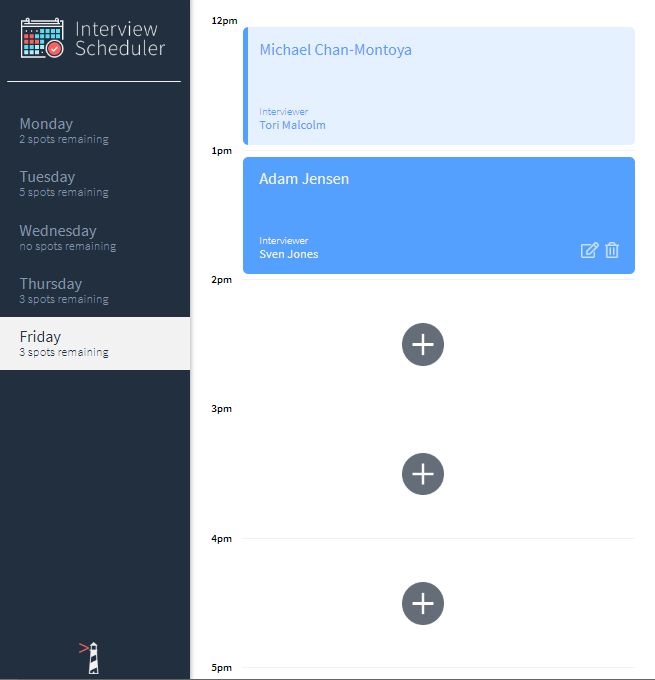 Interview
Scheduler
Monday
2 spots remaining
Tuesday
5 spots remaining
Wednesday
no spots remaining
Thursday
3 spots remaining
Friday
3 spots remaining
12pm
Michael Chan-Montoya
Interviewer
Tori Malcolm
1pm
Adam Jensen
Interviewer
Sven Jones
2pm
3pm
4pm
5pm